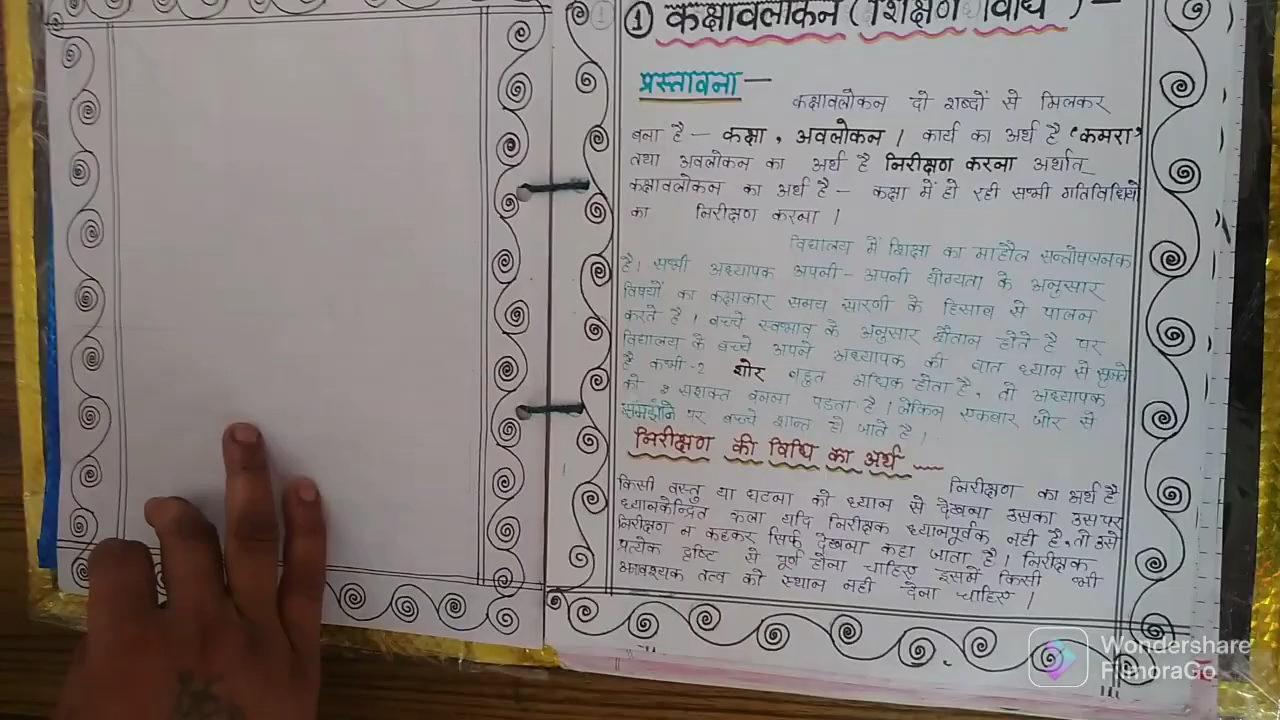 ① कक्षावलोकन ( शिक्षण विधि ) –
प्रस्तावना –
कक्षावलोकन दो शब्दों से मिलकर
बना है – कक्षा , अवलोकन । कार्य का अर्थ है 'कमरा'
तथा अवलोकन का अर्थ है निरीक्षण करना अर्थात
कक्षावलोकन का अर्थ है – कक्षा में हो रही सभी गतिविधियों
का निरीक्षण करना ।
विद्यालय में शिक्षा का माहौल सन्तोषजनक
है। सभी अध्यापक अपनी – अपनी योग्यता के अनुसार
विषयों का कक्षाकार समय सारणी के हिसाब से पालन
करते है । बच्चे स्वभाव के अनुसार शैतान होते है पर
विद्यालय के बच्चे अपने अध्यापक की बात ध्यान से सुनते
है कभी-2 शोर बहुत अधिक होता है, तो अध्यापक
को सशक्त बनना पड़ता है । लेकिन एकबार जोर से
समझाने पर बच्चे शान्त हो जाते है ।
निरीक्षण की विधि का अर्थ ....
निरीक्षण का अर्थ है
किसी वस्तु या घटना को ध्यान से देखना उसका उसपर
ध्यानकेन्द्रित कला यदि निरीक्षक ध्यानपूर्वक नही है, तो उसे
निरीक्षण न कहकर सिर्फ देखना कहा जाता है । निरीक्षक
प्रत्येक दृष्टि से पूर्ण होना चाहिए इसमें किसी भी
अनावश्यक तत्व को स्थान नही देना चाहिए ।
Wondershare
FilmoraGo